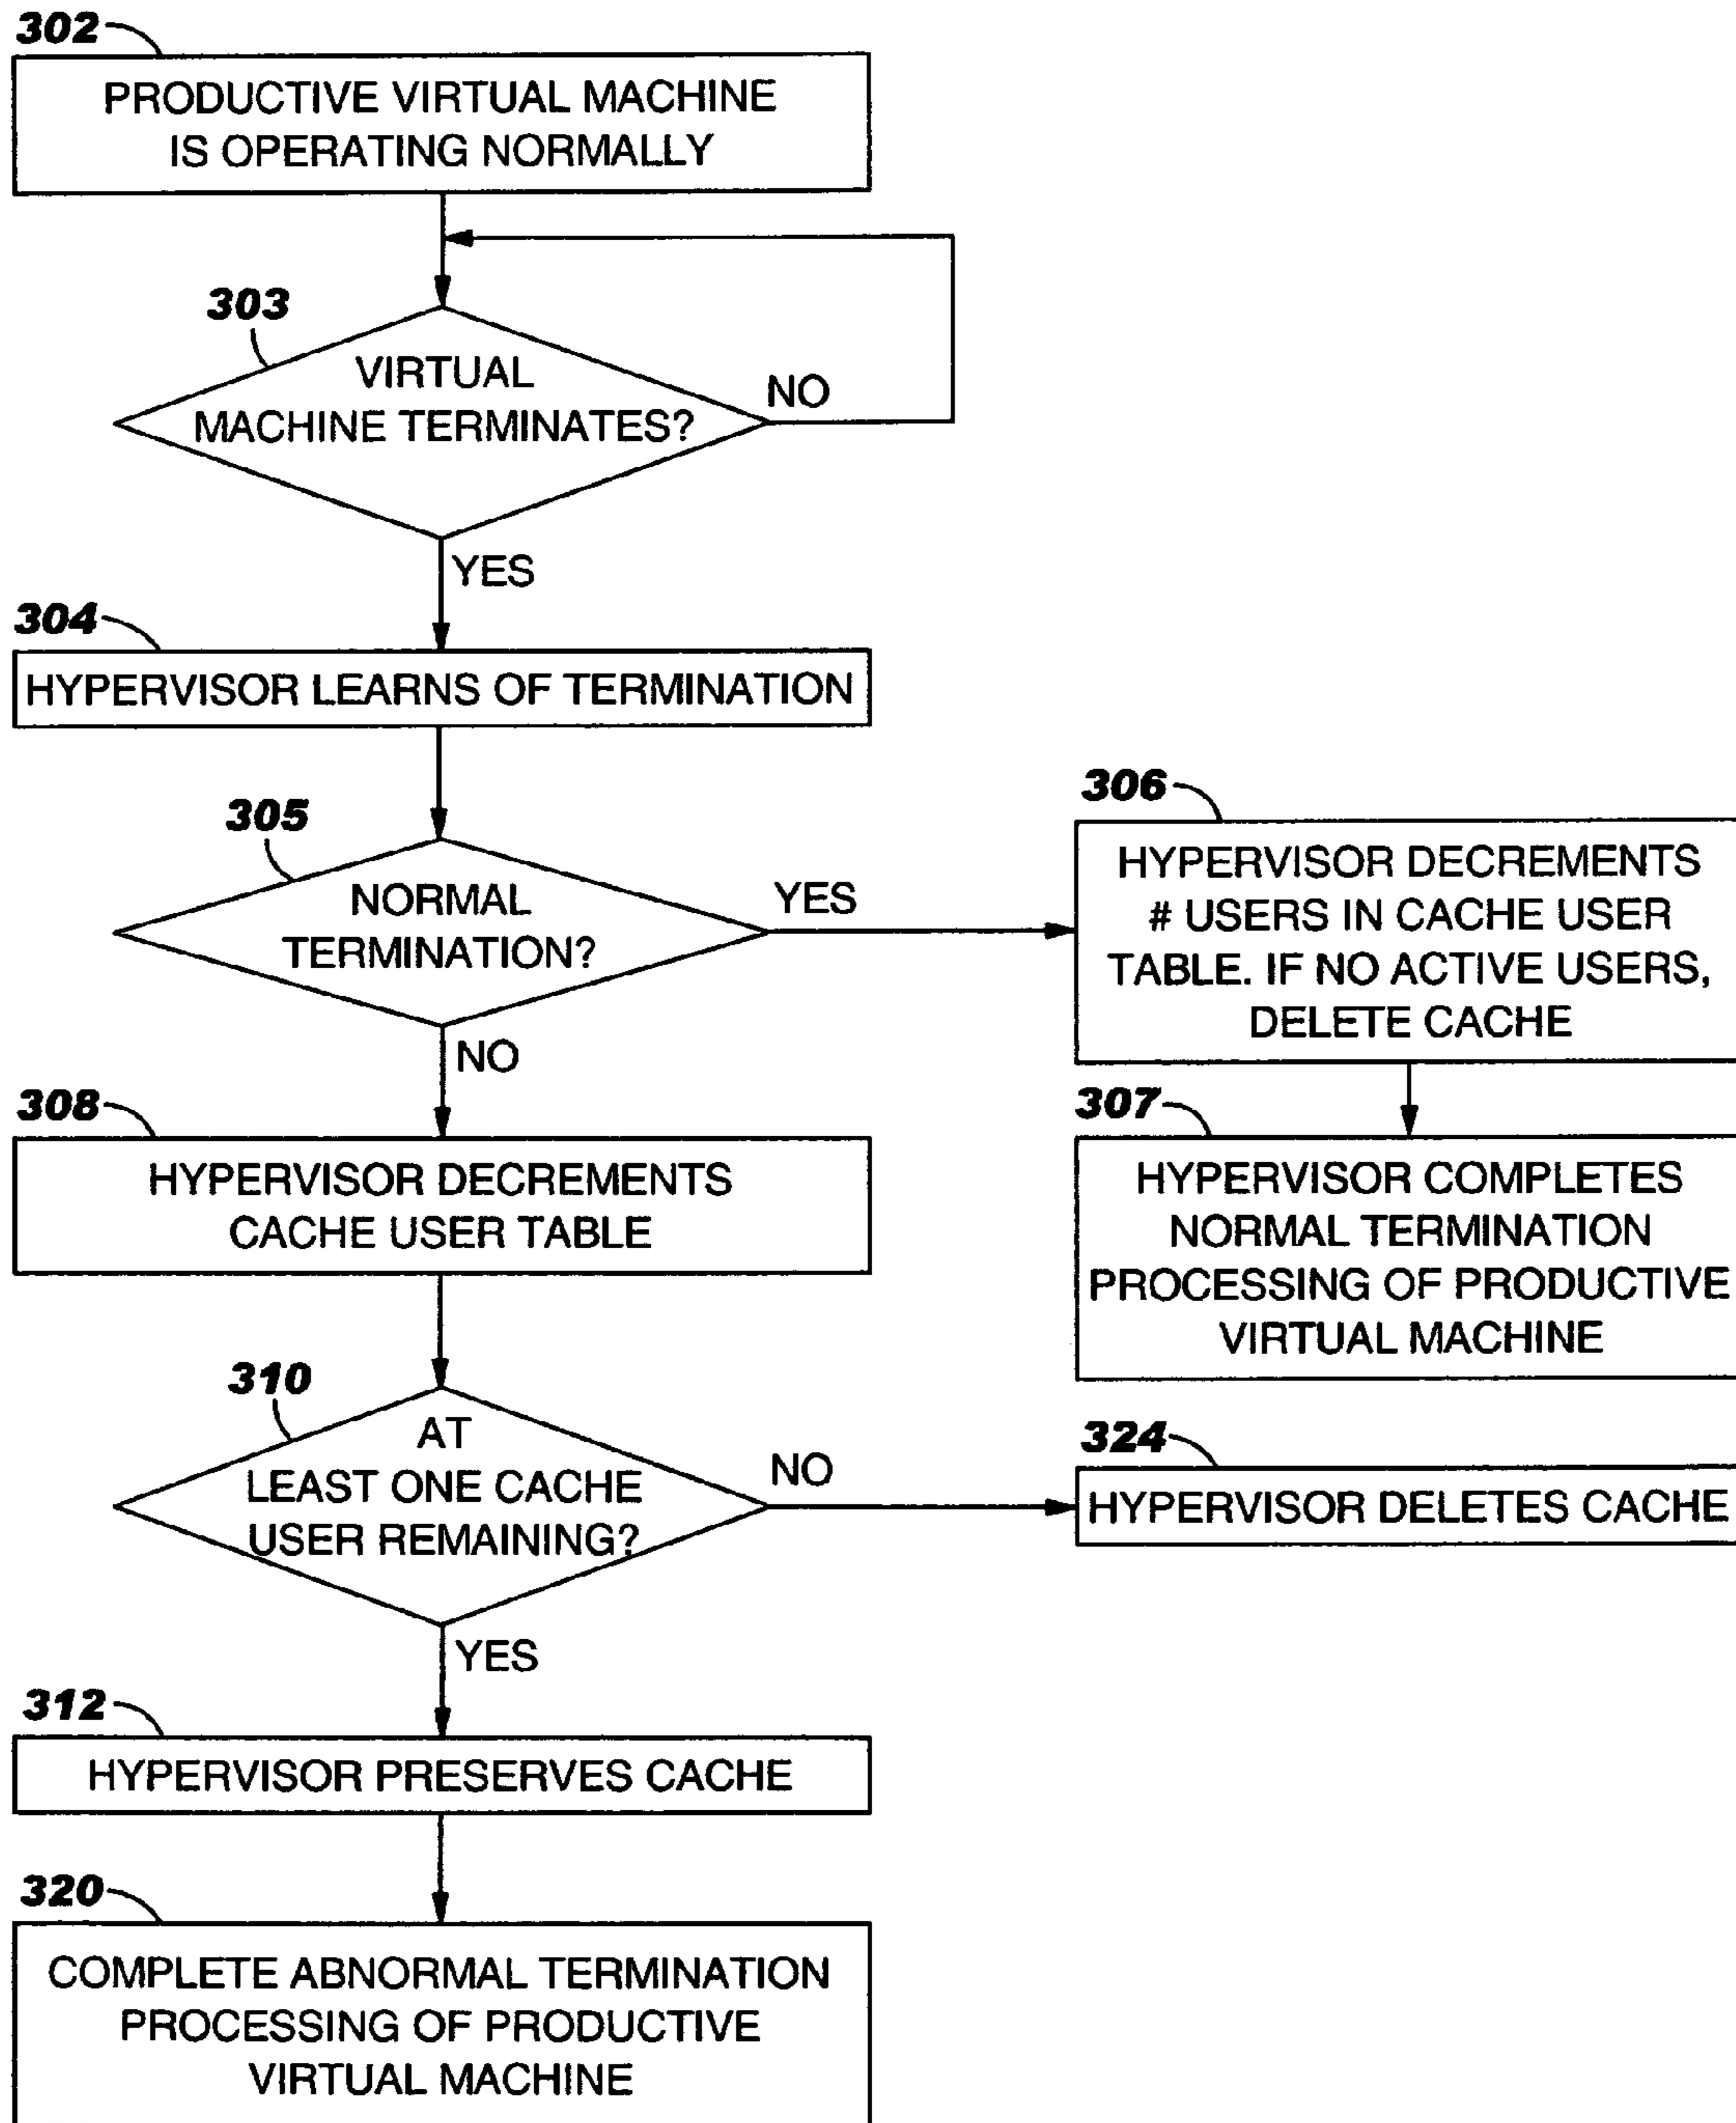 302
PRODUCTIVE VIRTUAL MACHINE
IS OPERATING NORMALLY
303
VIRTUAL
MACHINE TERMINATES?
NO
YES
304
HYPERVISOR LEARNS OF TERMINATION
305
NORMAL
TERMINATION?
YES
NO
306
HYPERVISOR DECREMENTS
# USERS IN CACHE USER
TABLE. IF NO ACTIVE USERS,
DELETE CACHE
307
HYPERVISOR COMPLETES
NORMAL TERMINATION
PROCESSING OF PRODUCTIVE
VIRTUAL MACHINE
308
HYPERVISOR DECREMENTS
CACHE USER TABLE
310
AT
LEAST ONE CACHE
USER REMAINING?
NO
YES
324
HYPERVISOR DELETES CACHE
312
HYPERVISOR PRESERVES CACHE
320
COMPLETE ABNORMAL TERMINATION
PROCESSING OF PRODUCTIVE
VIRTUAL MACHINE